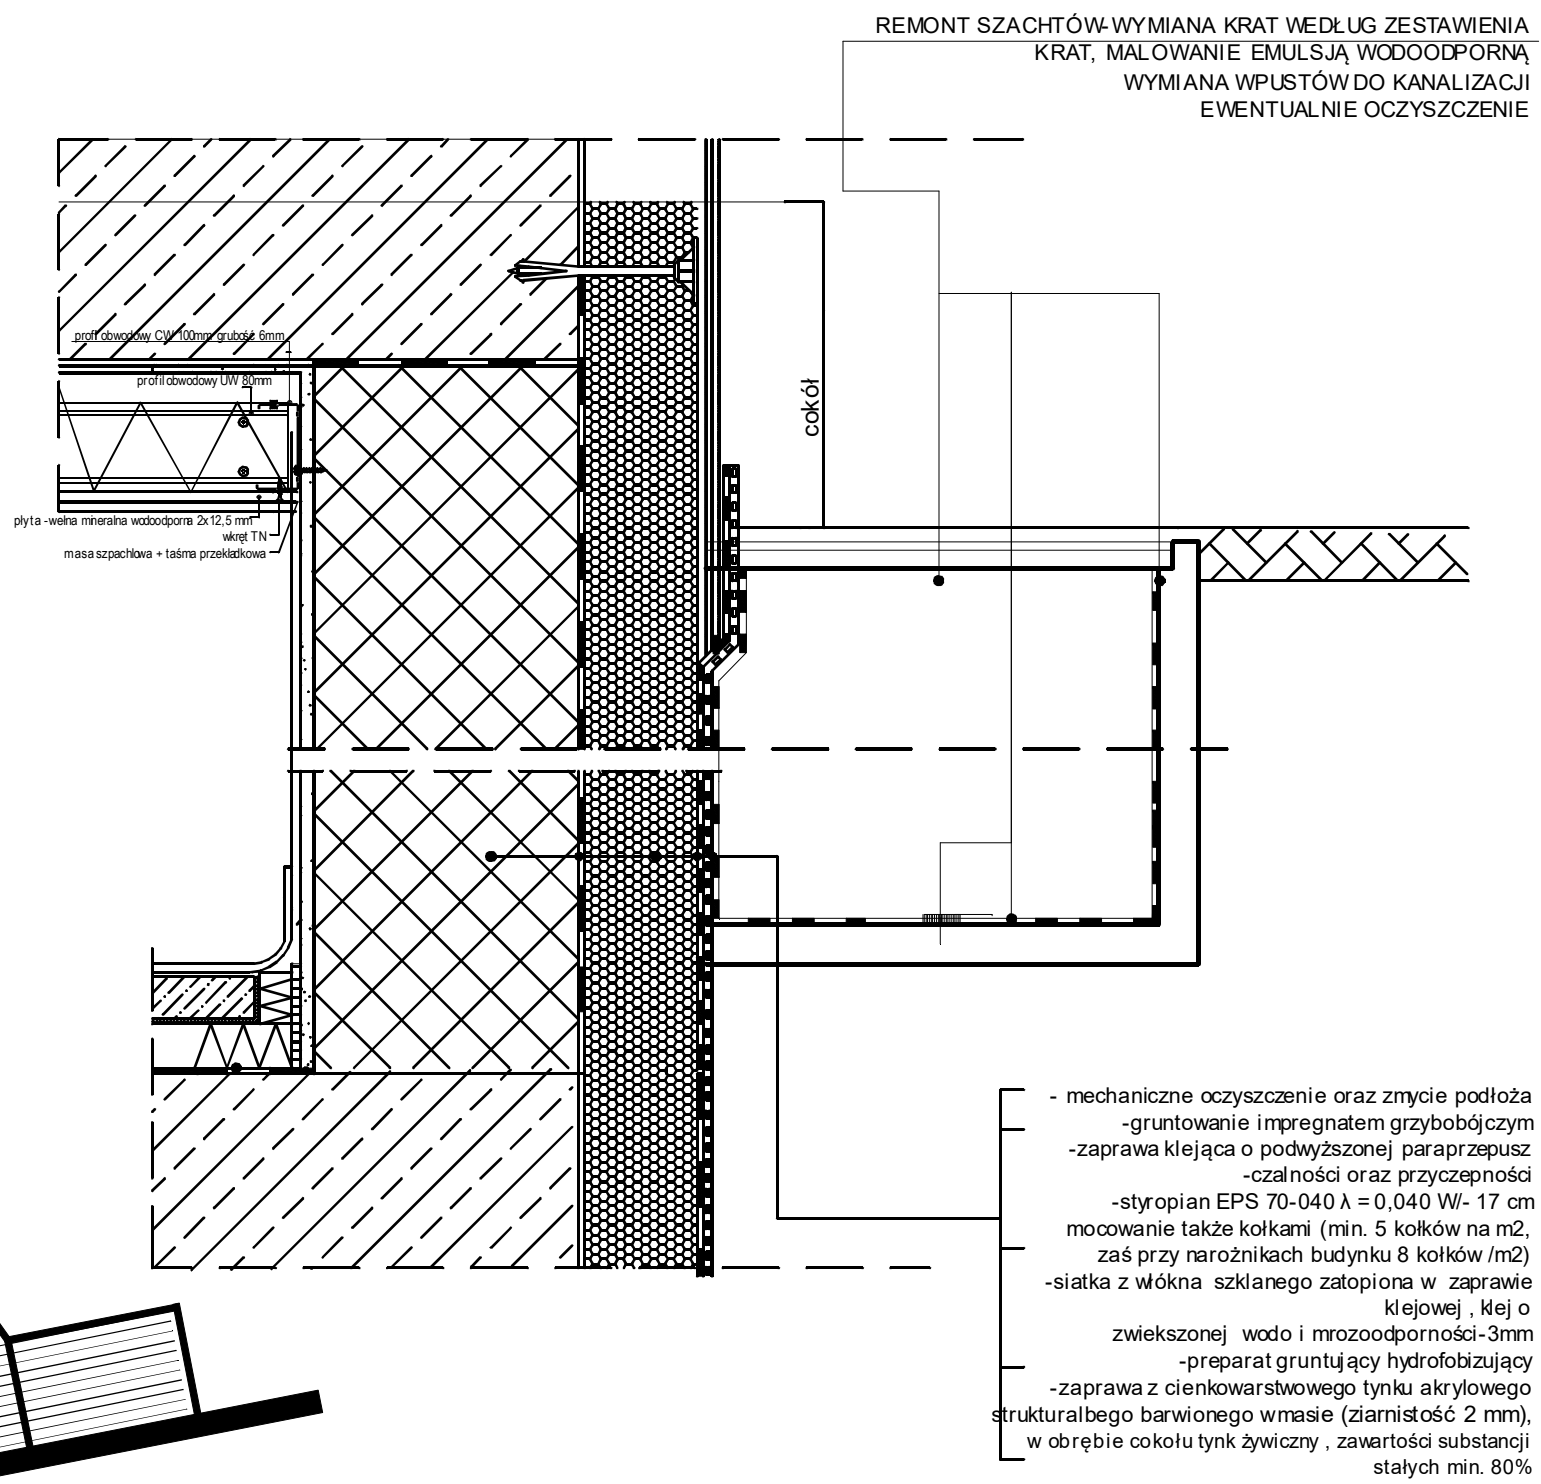 REMONT SZACHTÓW-WYMIANA KRAT WEDŁUG ZESTAWIENIA
KRAT, MALOWANIE EMULSJĄ WODOODPORNĄ
WYMIANA WPUSTÓW DO KANALIZACJI
EWENTUALNIE OCZYSZCZENIE
profil obwodowy CW 100mm grubość 6mm
profil obwodowy UW 80mm
cokół
płyta -wełna mineralna wodoodporna 2x12,5 mm
wkręt TN
masa szpachlowa + taśma przekładkowa
- mechaniczne oczyszczenie oraz zmycie podłoża
-gruntowanie impregnatem grzybobójczym
-zaprawa klejąca o podwyższonej paraprzepusz
-czalności oraz przyczepności
-styropian EPS 70-040 λ = 0,040 W/- 17 cm
mocowanie także kołkami (min. 5 kołków na m2,
zaś przy narożnikach budynku 8 kołków /m2)
-siatka z włókna szklanego zatopiona w zaprawie
klejowej , klej o
zwiekszonej wodo i mrozoodporności-3mm
-preparat gruntujący hydrofobizujący
-zaprawa z cienkowarstwowego tynku akrylowego
strukturalbego barwionego wmasie (ziarnistość 2 mm),
w obrębie cokołu tynk żywiczny , zawartości substancji
stałych min. 80%